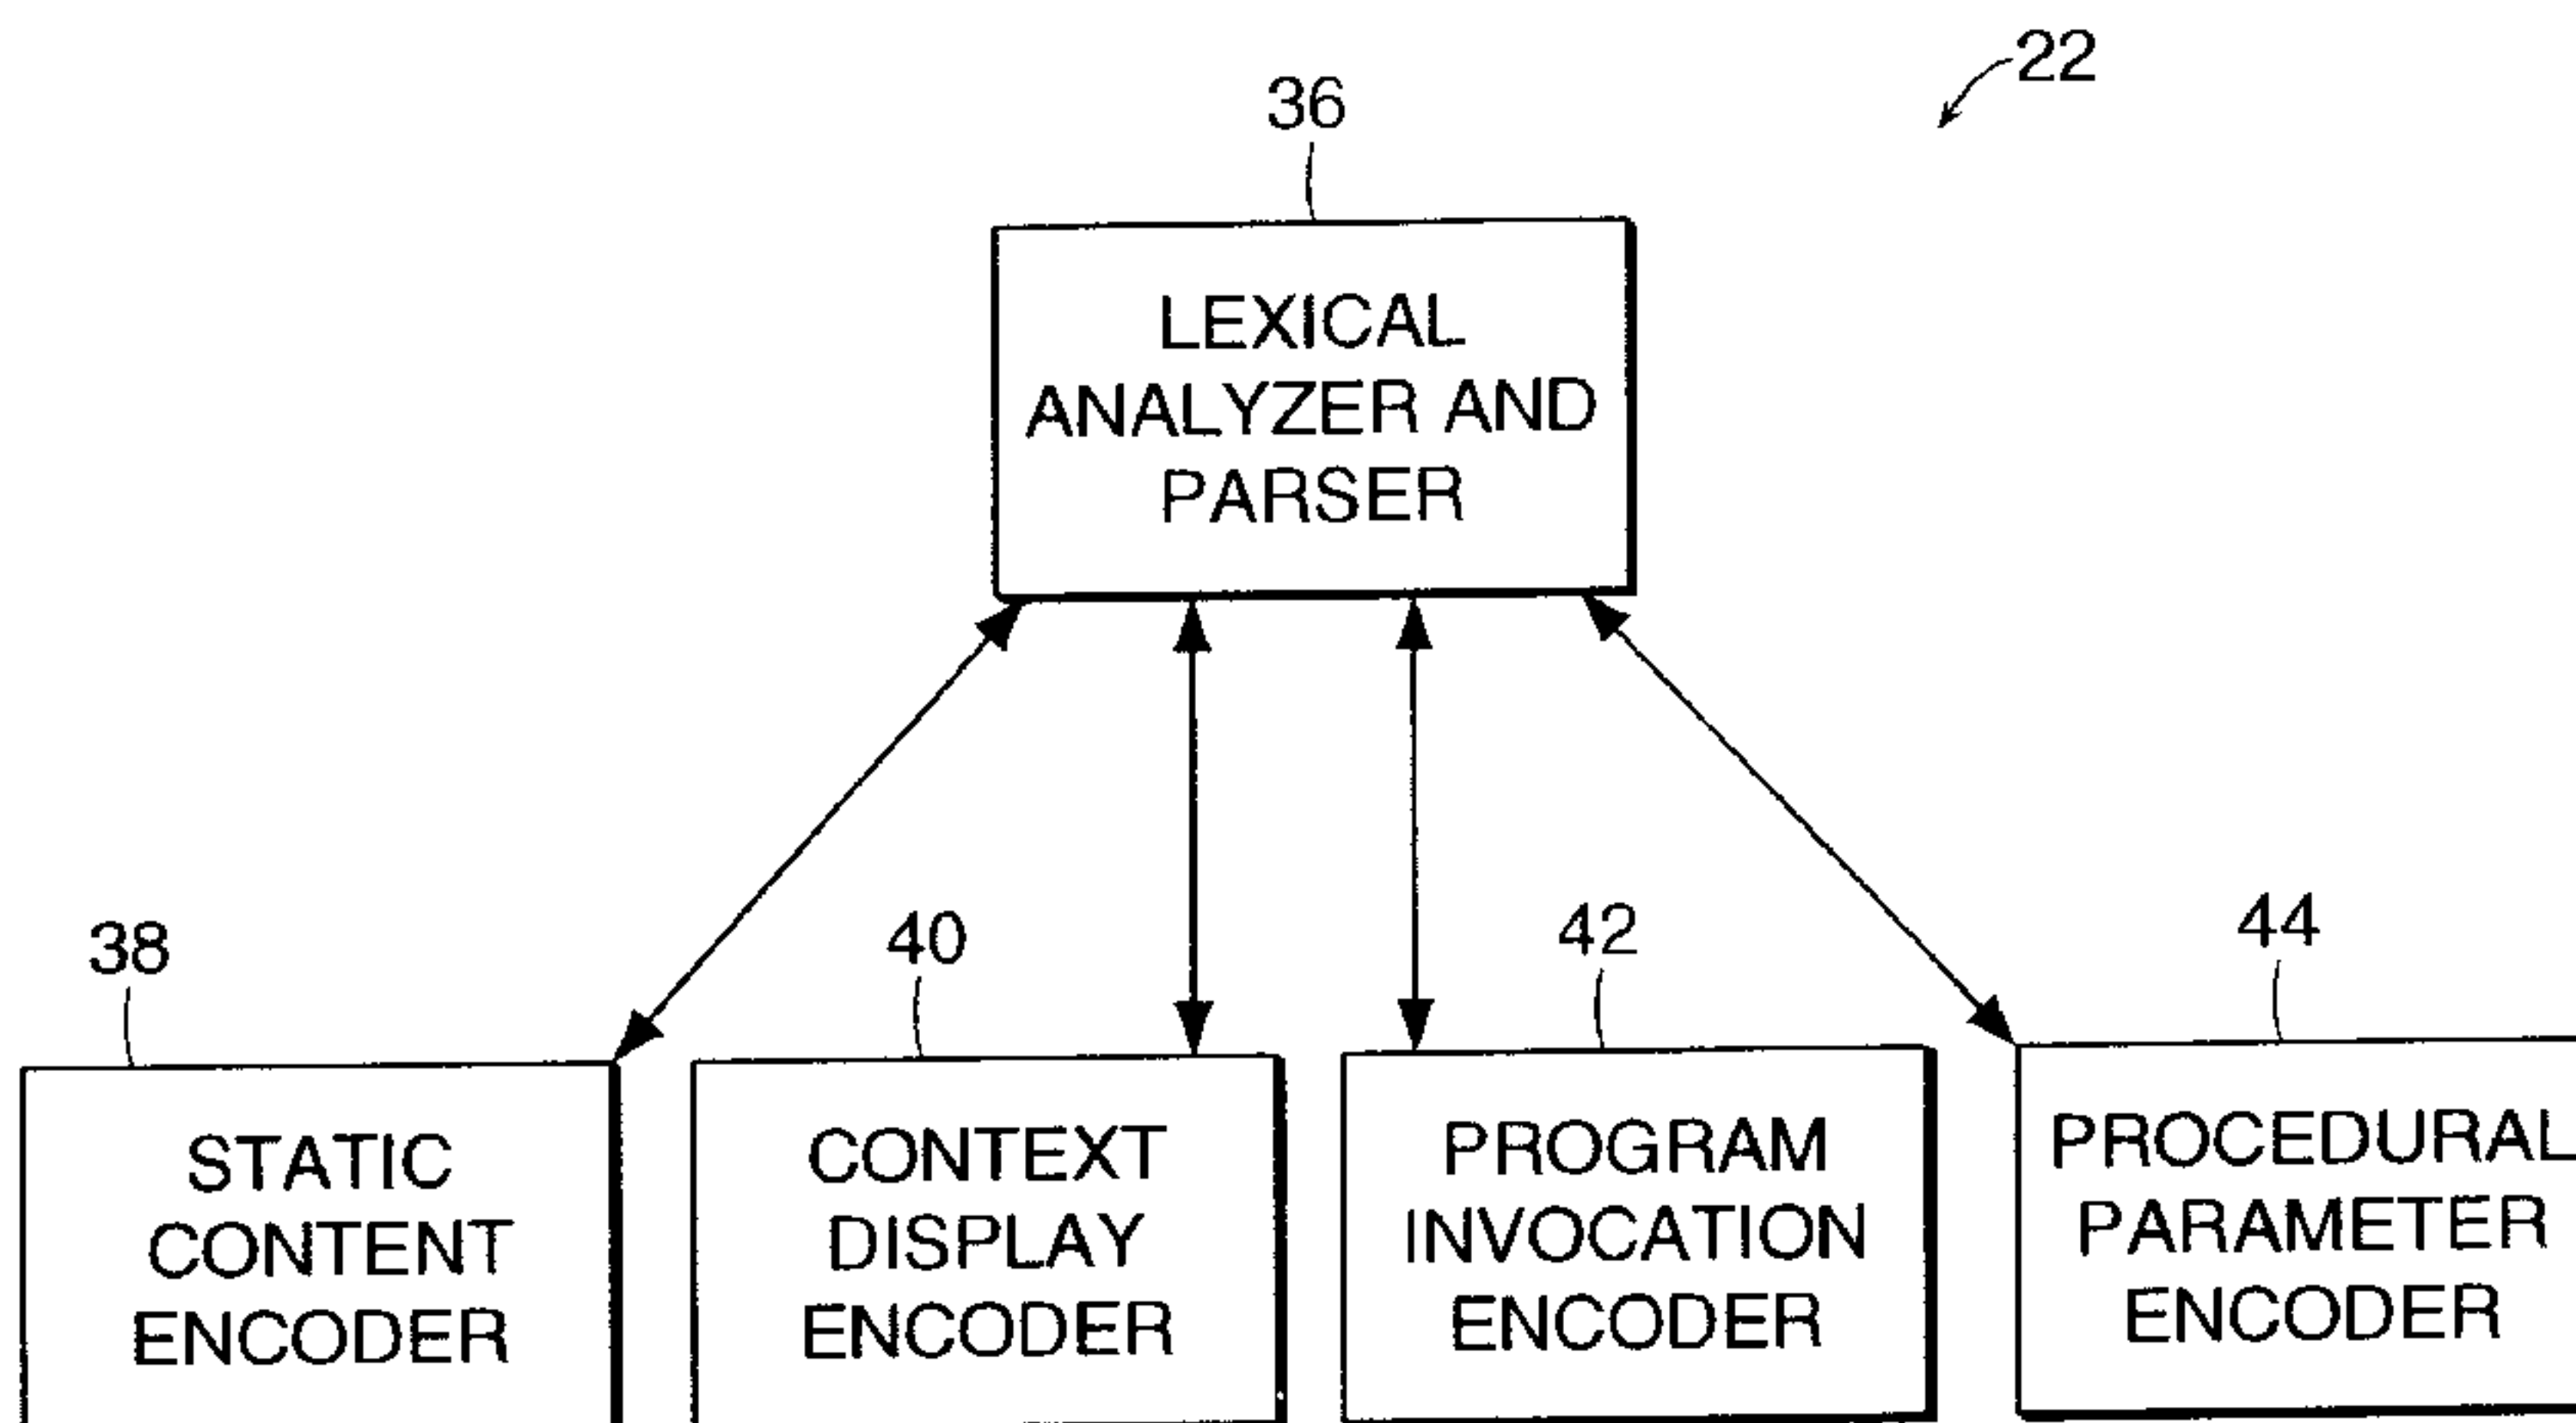 22
36
LEXICAL
ANALYZER AND
PARSER
38
40
42
44
STATIC
CONTENT
ENCODER
CONTEXT
DISPLAY
ENCODER
PROGRAM
INVOCATION
ENCODER
PROCEDURAL
PARAMETER
ENCODER